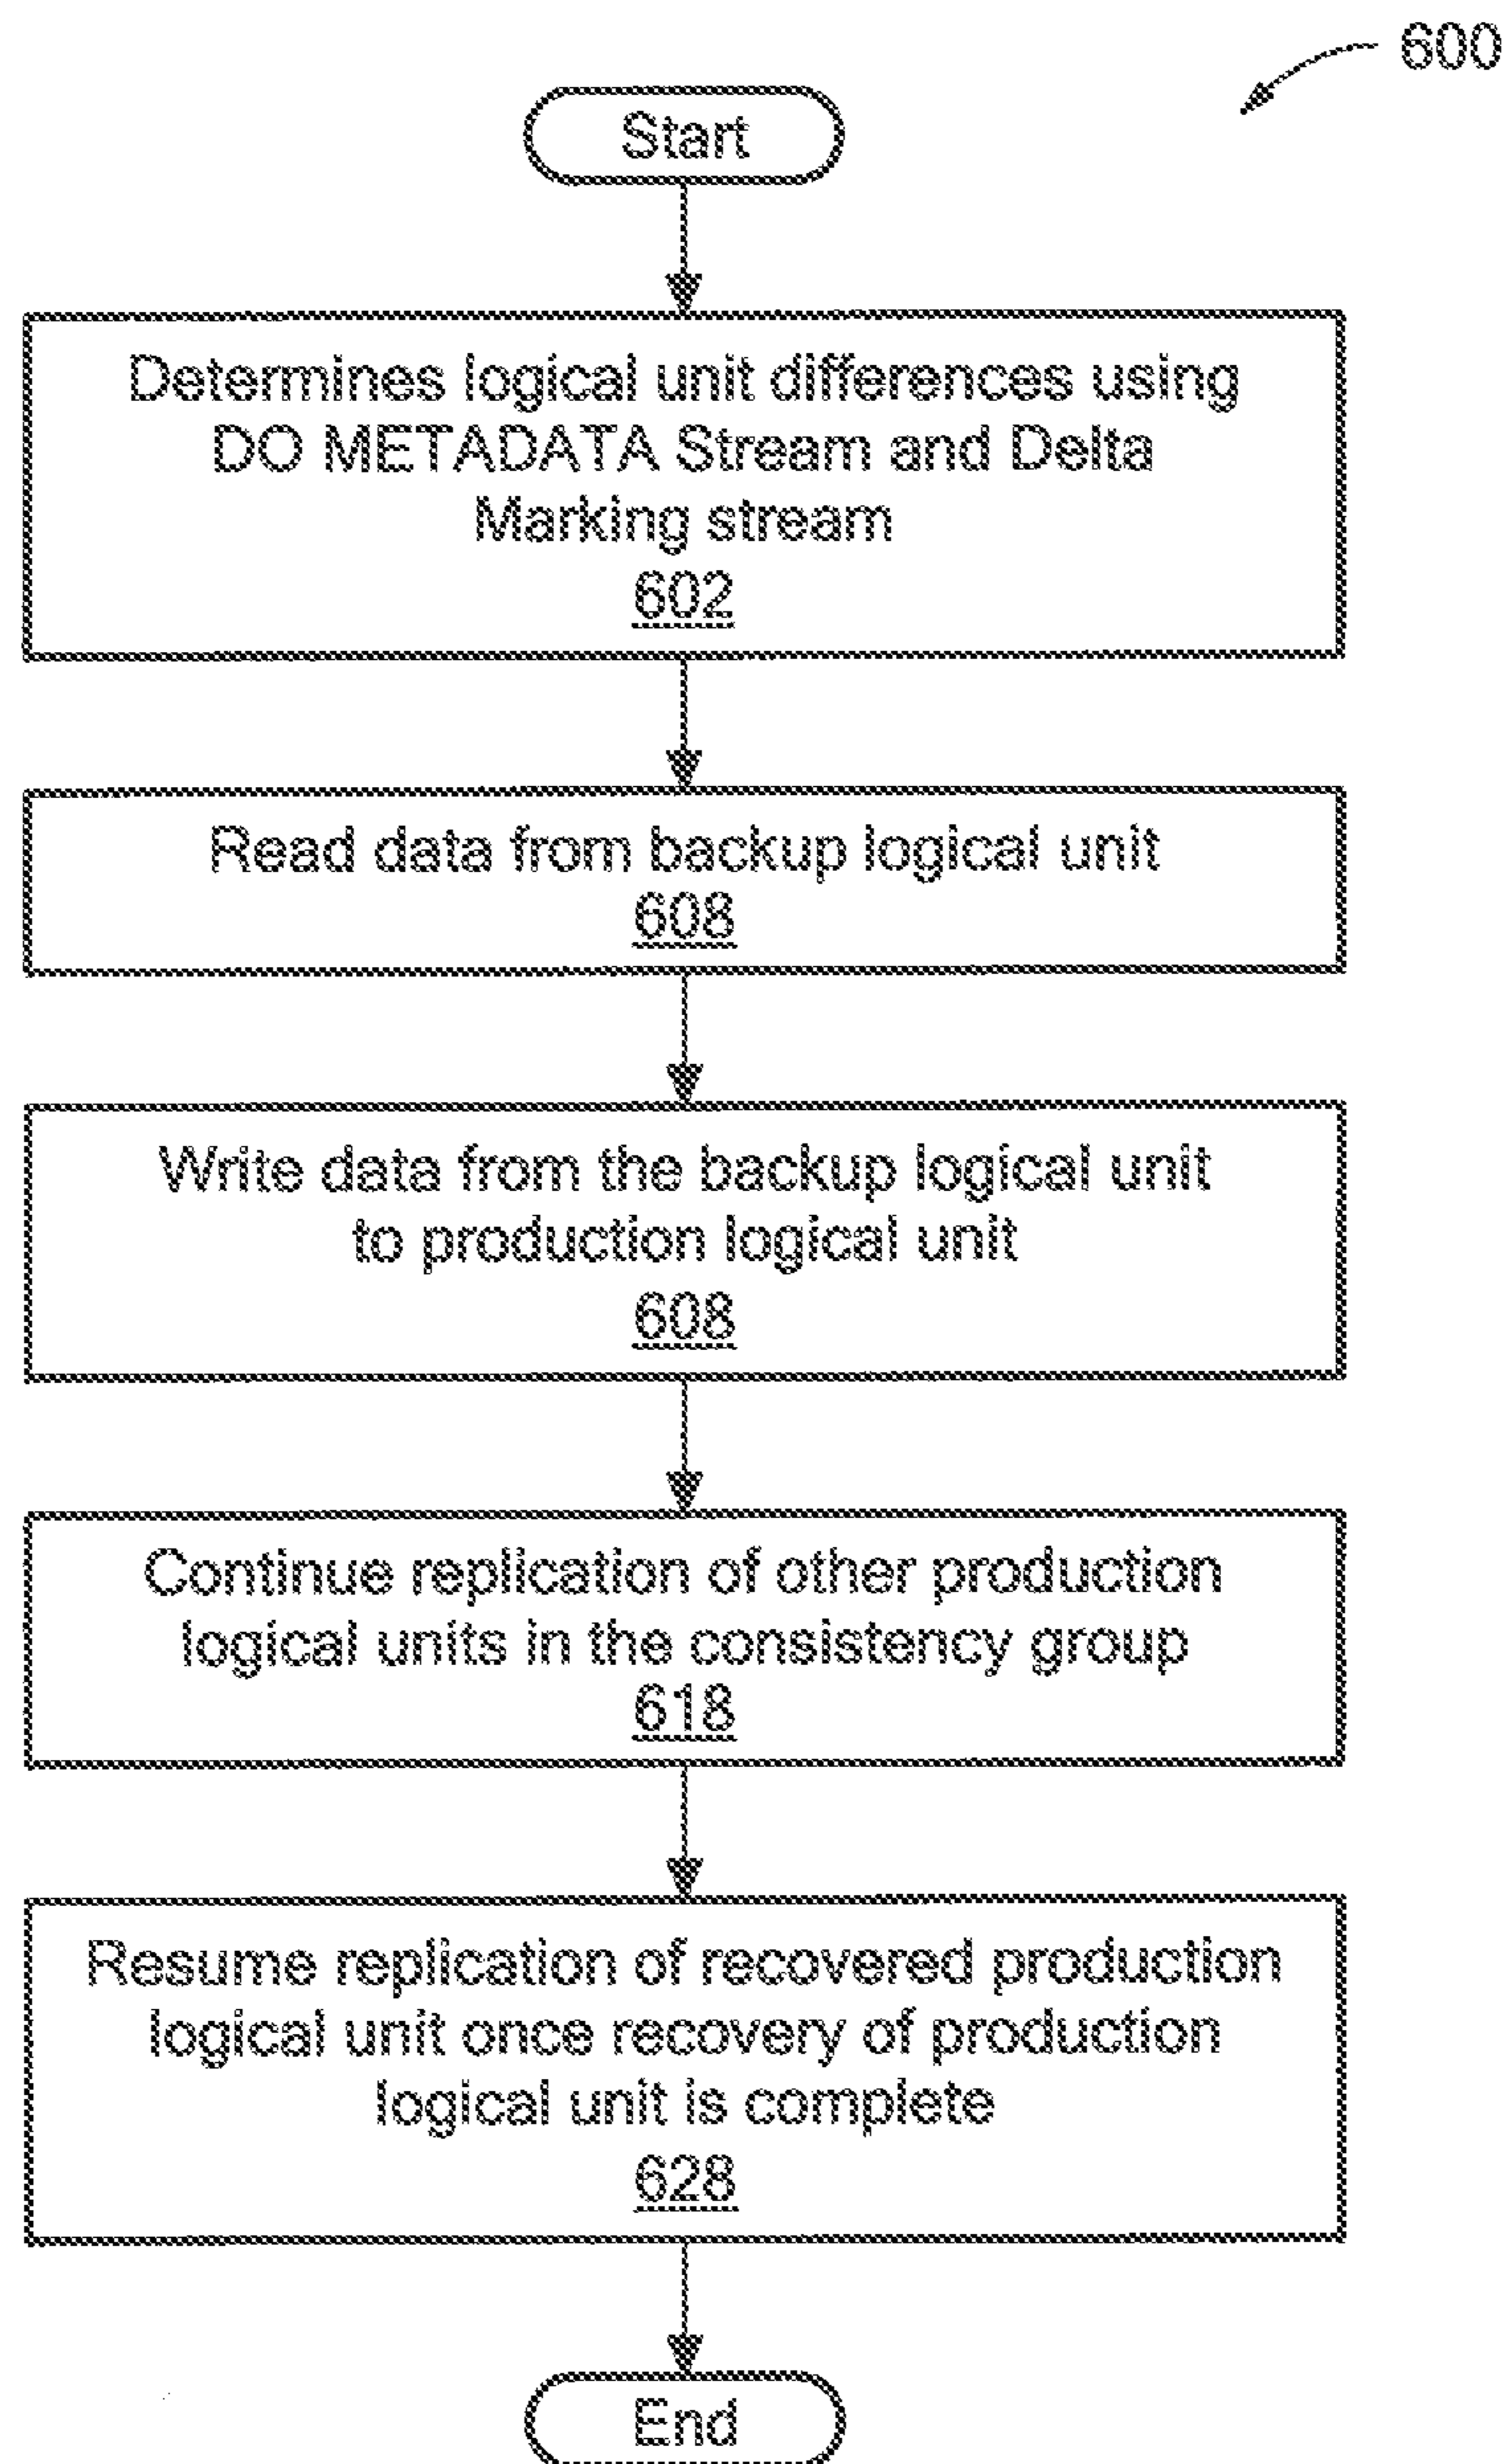 600
Start
Determines logical unit differences using
DO METADATA Stream and Delta
Marking stream
602
Read data from backup logical unit
608
Write data from the backup logical unit
to production logical unit
608
Continue replication of other production
logical units in the consistency group
618
Resume replication of recovered production
logical unit once recovery of production
logical unit is complete
628
End